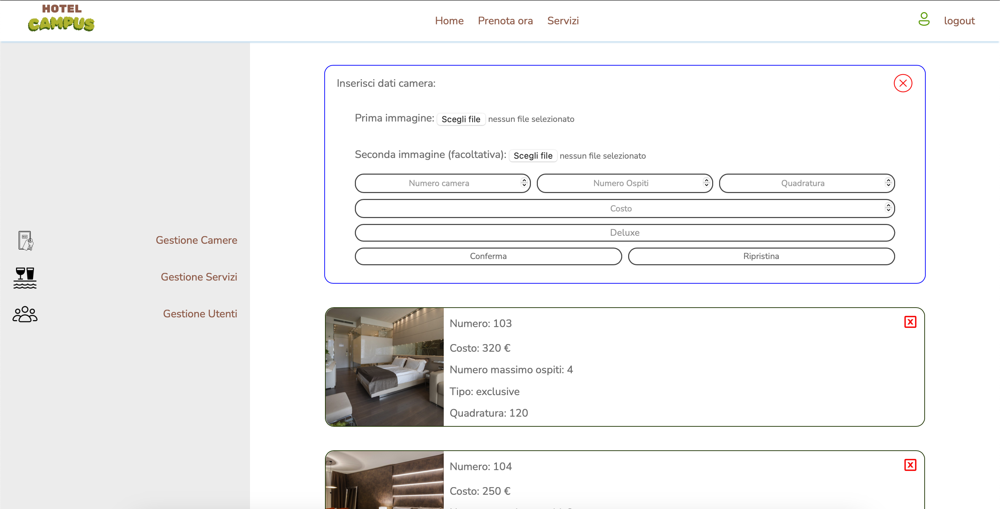 HOTEL
CAMPUS
Home Prenota ora Servizi
logout
Inserisci dati camera:
Prima immagine: Scegli file nessun file selezionato
Seconda immagine (facoltativa): Scegli file nessun file selezionato
Numero camera Numero Ospiti Quadratura
Costo
Deluxe
Conferma Ripristina
512
Gestione Camere
Gestione Servizi
Gestione Utenti
Numero: 103
Costo: 320 €
Numero massimo ospiti: 4
Tipo: exclusive
Quadratura: 120
Numero: 104
Costo: 250 €